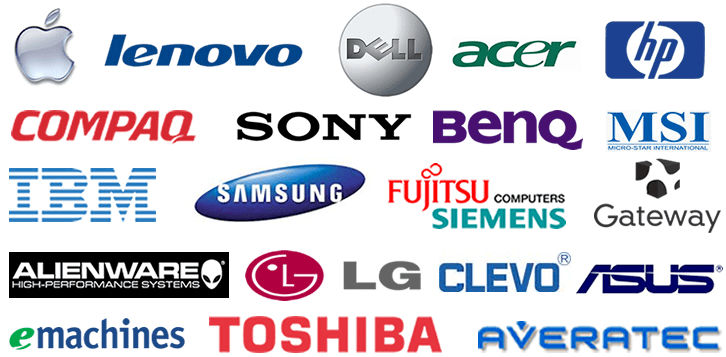 lenovo
DELL
acer
hp
COMPAQ
SONY
BenQ
MSI
MICRO-STAR INTERNATIONAL
IBM
SAMSUNG
FUJITSU COMPUTERS
SIEMENS
Gateway
ALIENWARE
HIGH-PERFORMANCE SYSTEMS
LG
LG
CLEVO®
ASUS®
emachines
TOSHIBA
AVERATEC